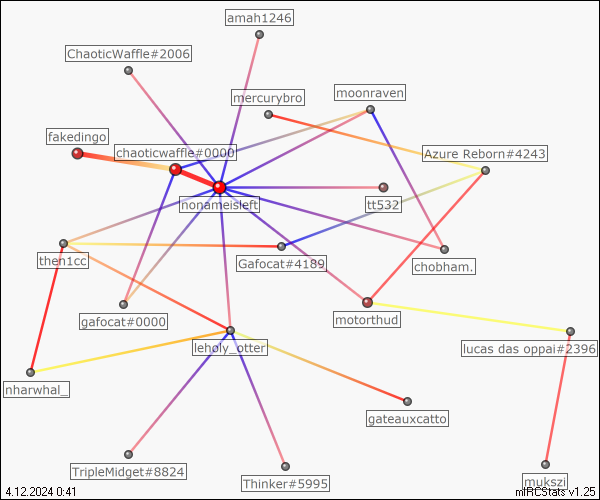 amah1246
ChaoticWaffle#2006
mercurybro
moonraven
fakedingo
chaoticwaffle#0000
Azure Reborn#4243
nonameisleft
tt532
then1cc
Gafocat#4189
chobham.
gafocat#0000
motorthud
leholy_otter
lucas das oppai#2396
nharwhal_
gateauxcatto
TripleMidget#8824
Thinker#5995
mukszi
4.12.2024 0:41
mIRCStats v1.25